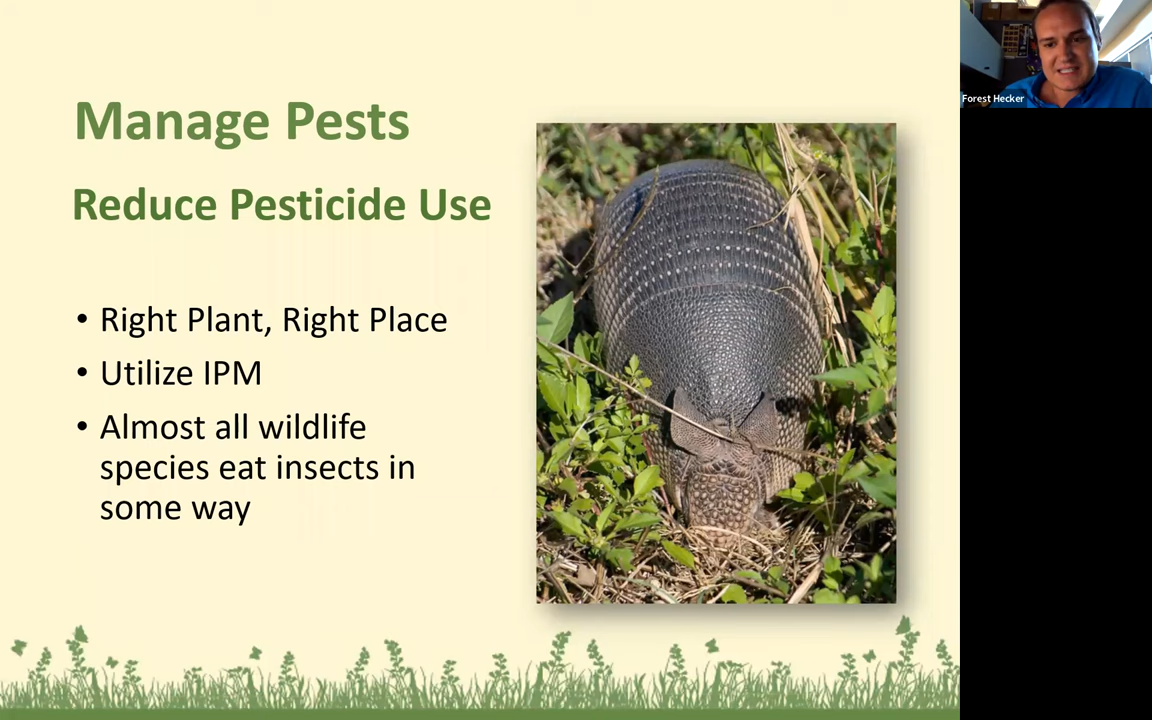 Manage Pests
Reduce Pesticide Use
• Right Plant, Right Place
• Utilize IPM
• Almost all wildlife
species eat insects in
some way
Forest Hecker